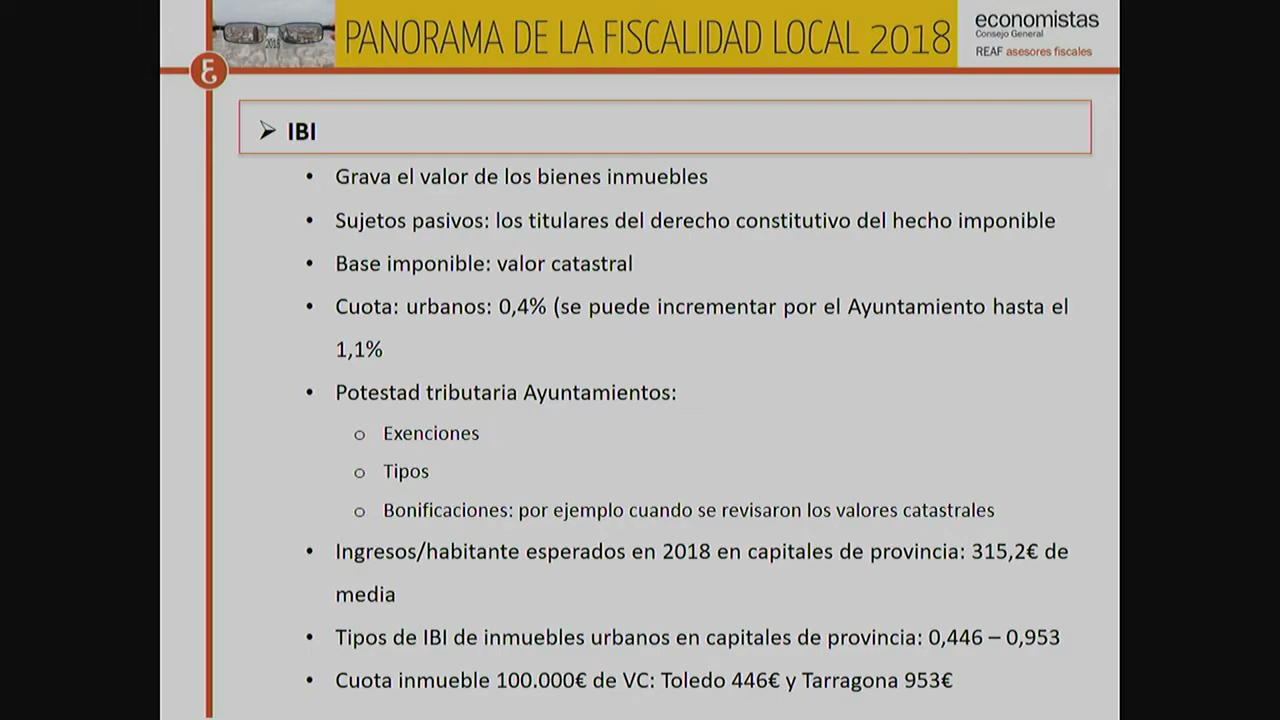 2018
PANORAMA DE LA FISCALIDAD LOCAL 2018
economistas
Consejo General
REAF asesores fiscales
➢ IBI
• Grava el valor de los bienes inmuebles
• Sujetos pasivos: los titulares del derecho constitutivo del hecho imponible
• Base imponible: valor catastral
• Cuota: urbanos: 0,4% (se puede incrementar por el Ayuntamiento hasta el
1,1%
• Potestad tributaria Ayuntamientos:
o Exenciones
o Tipos
o Bonificaciones: por ejemplo cuando se revisaron los valores catastrales
• Ingresos/habitante esperados en 2018 en capitales de provincia: 315,2€ de
media
• Tipos de IBI de inmuebles urbanos en capitales de provincia: 0,446 – 0,953
• Cuota inmueble 100.000€ de VC: Toledo 446€ y Tarragona 953€